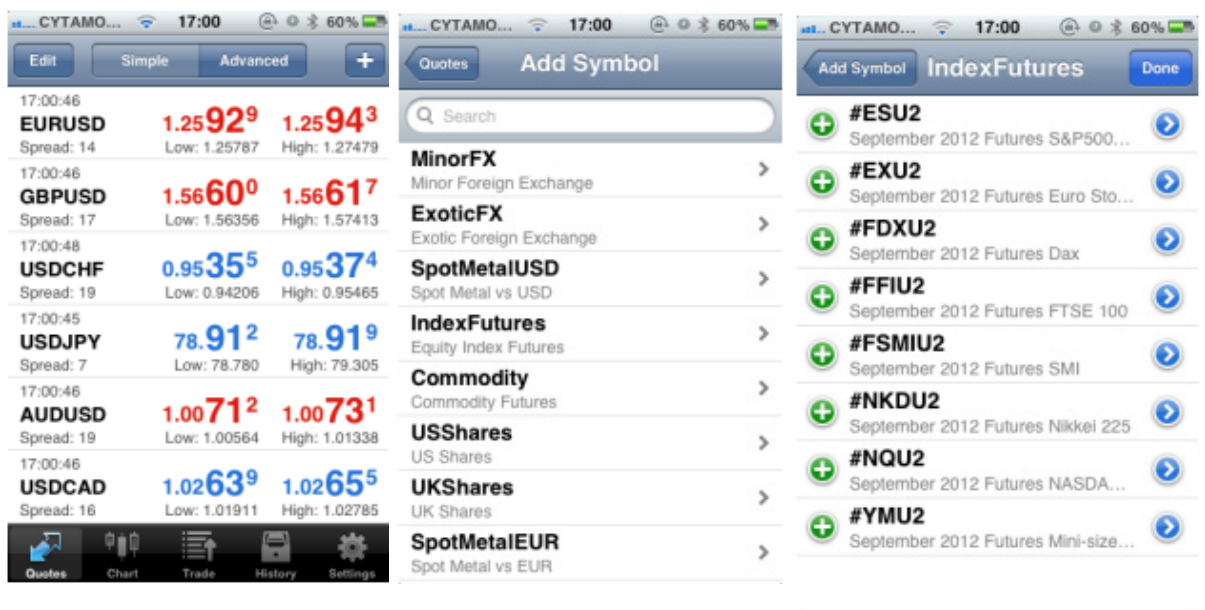 CYTAMO... 17:00 60%
Edit Simple Advanced +
17:00:46
EURUSD 1.25929 1.25943
Spread: 14 Low: 1.25787 High: 1.27479
17:00:46
GBPUSD 1.56600 1.56617
Spread: 17 Low: 1.56356 High: 1.57413
17:00:48
USDCHF 0.95355 0.95374
Spread: 19 Low: 0.94206 High: 0.95465
17:00:45
USDJPY 78.912 78.919
Spread: 7 Low: 78.780 High: 79.305
17:00:46
AUDUSD 1.00712 1.00731
Spread: 19 Low: 1.00564 High: 1.01338
17:00:46
USDCAD 1.02639 1.02655
Spread: 16 Low: 1.01911 High: 1.02785
Quotes Chart Trade History Settings
CYTAMO... 17:00 60%
Quotes Add Symbol
Search
MinorFX
Minor Foreign Exchange
ExoticFX
Exotic Foreign Exchange
SpotMetalUSD
Spot Metal vs USD
IndexFutures
Equity Index Futures
Commodity
Commodity Futures
USShares
US Shares
UKShares
UK Shares
SpotMetalEUR
Spot Metal vs EUR
CYTAMO... 17:00 60%
Add Symbol IndexFutures Done
#ESU2
September 2012 Futures S&P500...
#EXU2
September 2012 Futures Euro Sto...
#FDXU2
September 2012 Futures Dax
#FFIU2
September 2012 Futures FTSE 100
#FSMIU2
September 2012 Futures SMI
#NKDU2
September 2012 Futures Nikkei 225
#NQU2
September 2012 Futures NASDA...
#YMU2
September 2012 Futures Mini-size...